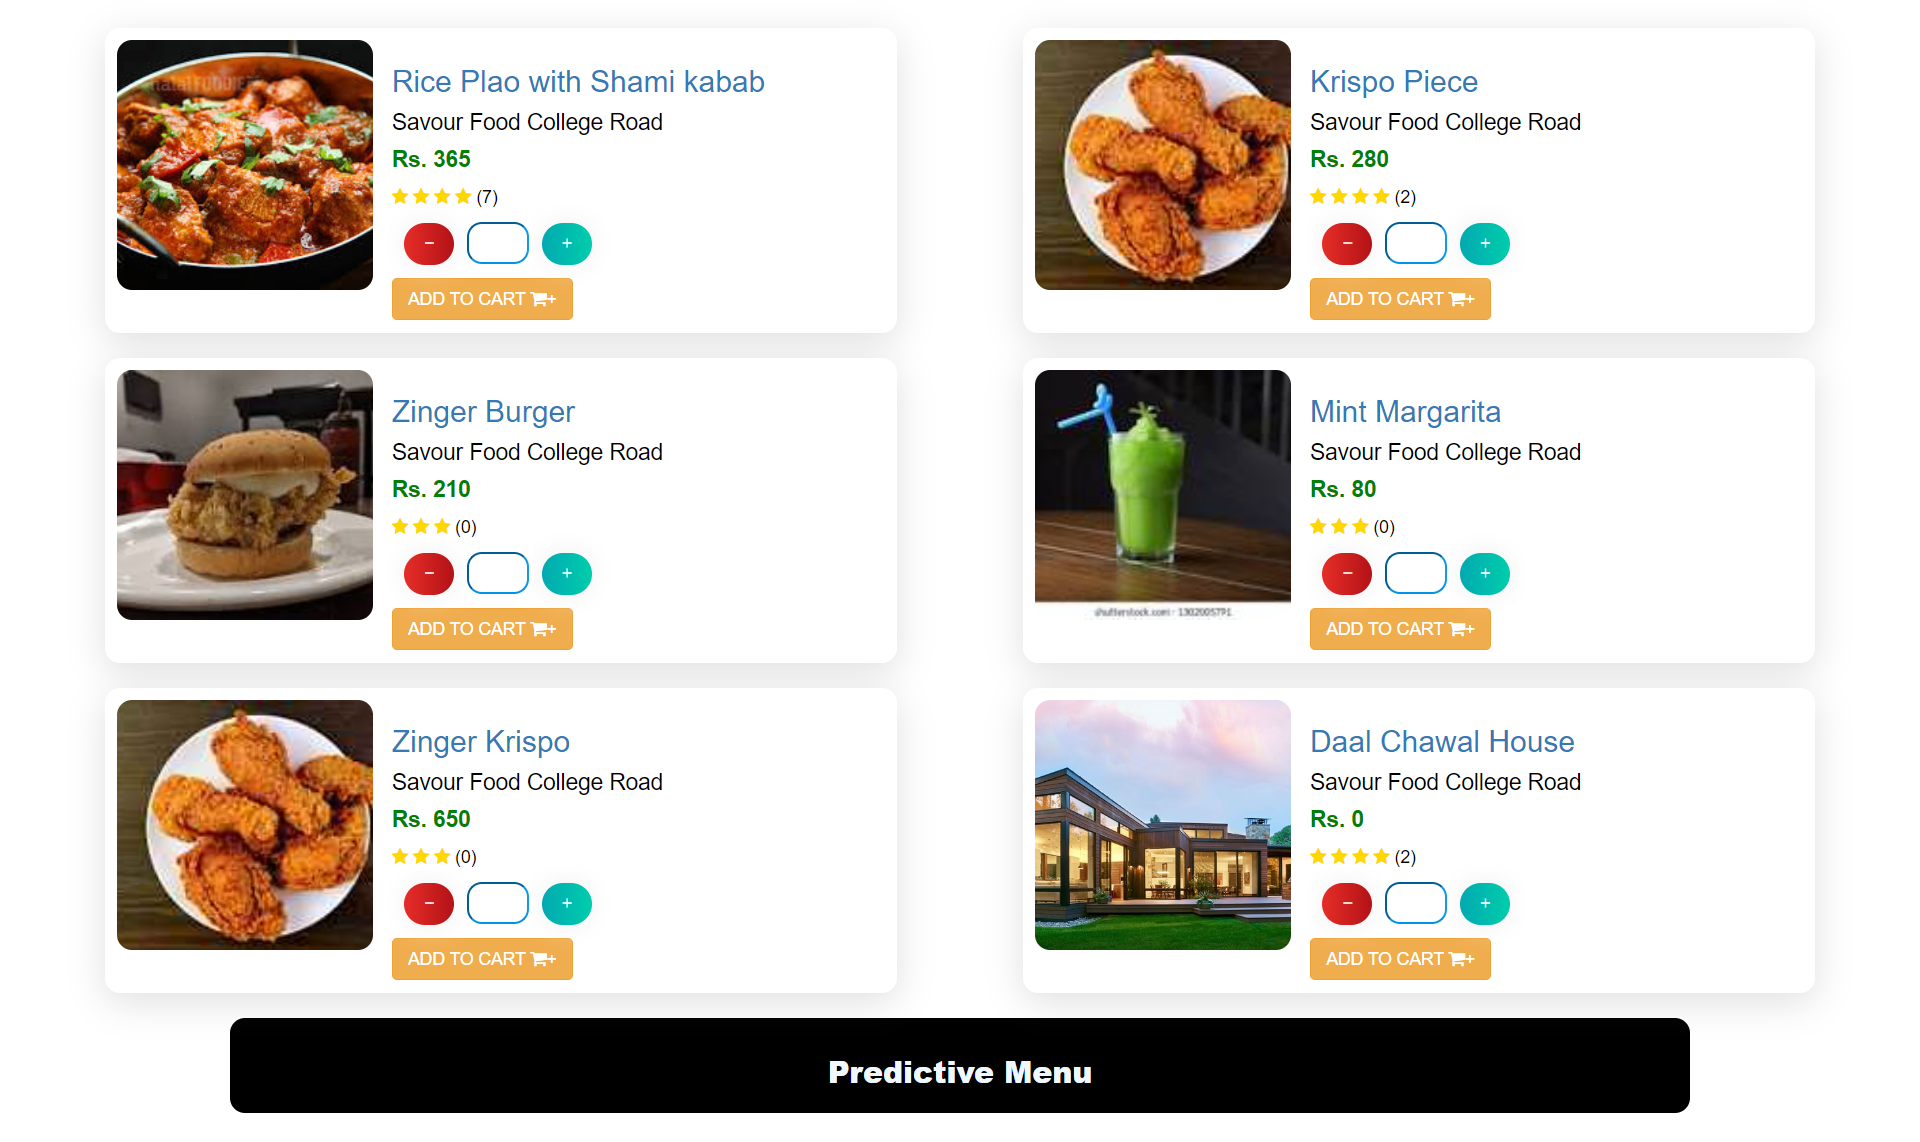 Rice Plao with Shami kabab
Savour Food College Road
Rs. 365
(7)
−
+
ADD TO CART +
Krispo Piece
Savour Food College Road
Rs. 280
(2)
−
+
ADD TO CART +
Zinger Burger
Savour Food College Road
Rs. 210
(0)
−
+
ADD TO CART +
Mint Margarita
Savour Food College Road
Rs. 80
(0)
−
+
ADD TO CART +
shutterstock.com · 1302005791
Zinger Krispo
Savour Food College Road
Rs. 650
(0)
−
+
ADD TO CART +
Daal Chawal House
Savour Food College Road
Rs. 0
(2)
−
+
ADD TO CART +
Predictive Menu